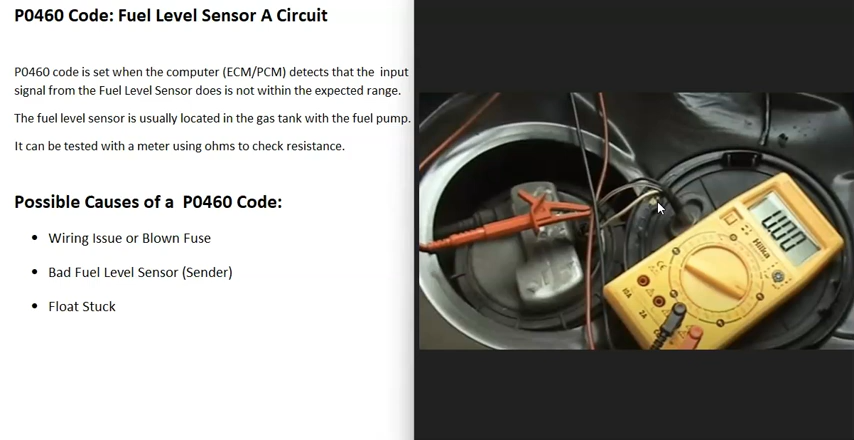 P0460 Code: Fuel Level Sensor A Circuit
P0460 code is set when the computer (ECM/PCM) detects that the input
signal from the Fuel Level Sensor does is not within the expected range.
The fuel level sensor is usually located in the gas tank with the fuel pump.
It can be tested with a meter using ohms to check resistance.
Possible Causes of a P0460 Code:
• Wiring Issue or Blown Fuse
• Bad Fuel Level Sensor (Sender)
• Float Stuck
Hilka
10A
2A